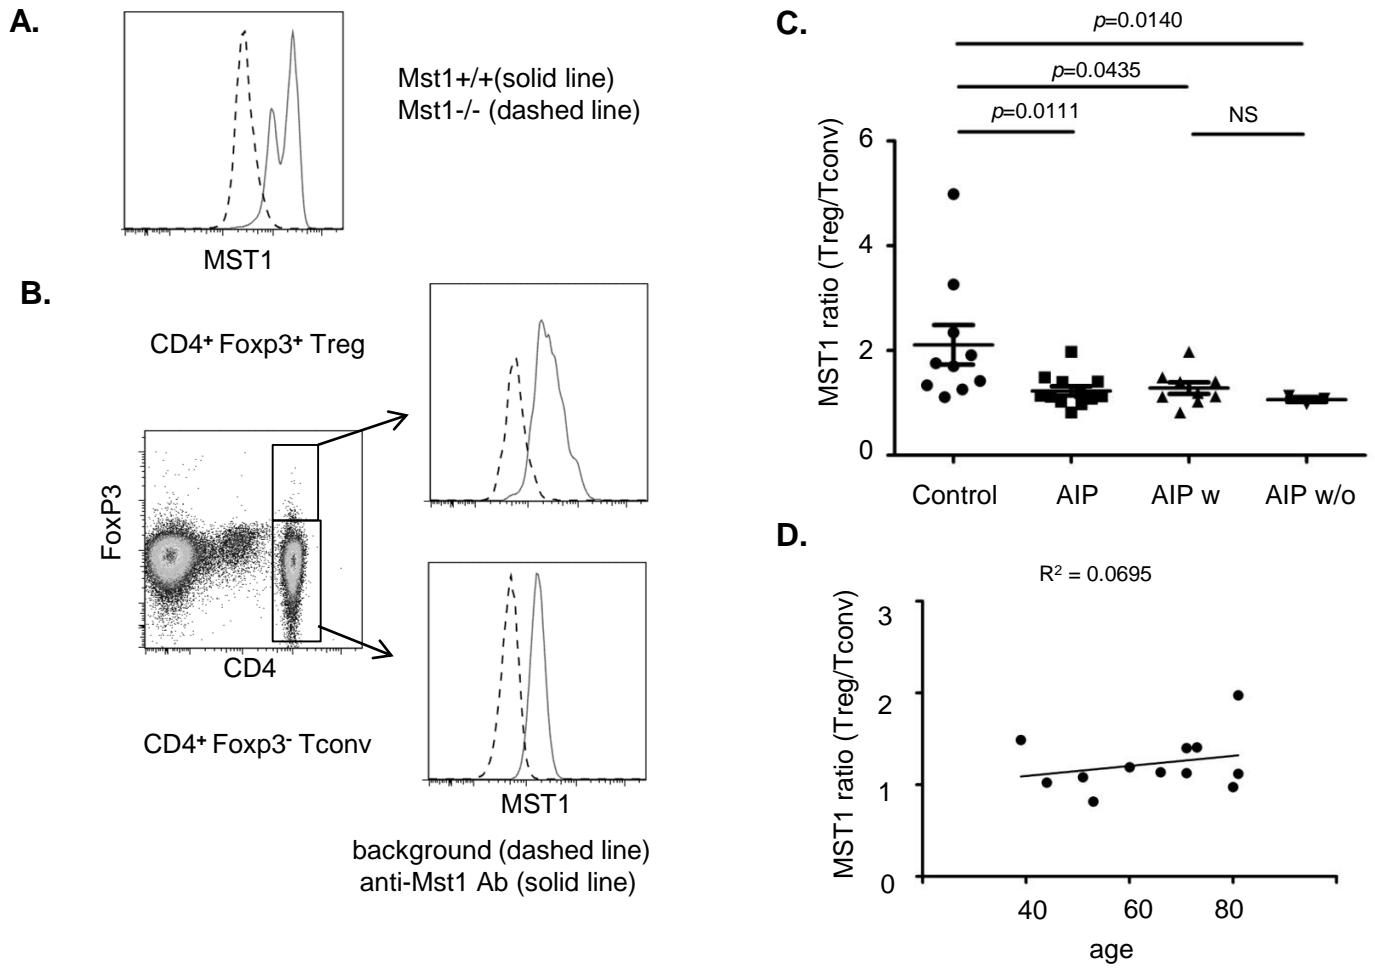 A.
Mst1+/+(solid line)
Mst1-/- (dashed line)
MST1
B.
CD4⁺ Foxp3⁺ Treg
FoxP3
CD4
CD4⁺ Foxp3⁻ Tconv
MST1
background (dashed line)
anti-Mst1 Ab (solid line)
C.
p=0.0140
p=0.0435
p=0.0111
NS
MST1 ratio (Treg/Tconv)
6
4
2
0
Control AIP AIP w AIP w/o
D.
R² = 0.0695
MST1 ratio (Treg/Tconv)
3
2
1
0
40 60 80
age